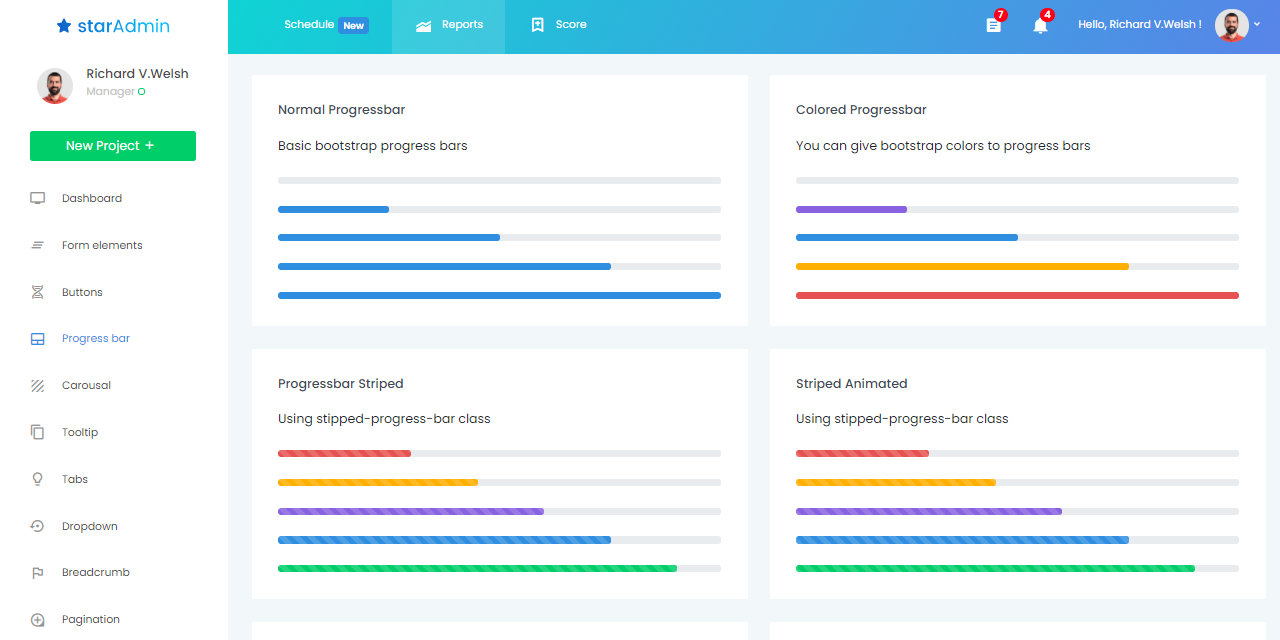 starAdmin
Schedule New
Reports
Score
7
4
Hello, Richard V.Welsh !
Richard V.Welsh
Manager
New Project +
Dashboard
Form elements
Buttons
Progress bar
Carousal
Tooltip
Tabs
Dropdown
Breadcrumb
Pagination
Normal Progressbar
Basic bootstrap progress bars
Colored Progressbar
You can give bootstrap colors to progress bars
Progressbar Striped
Using stipped-progress-bar class
Striped Animated
Using stipped-progress-bar class